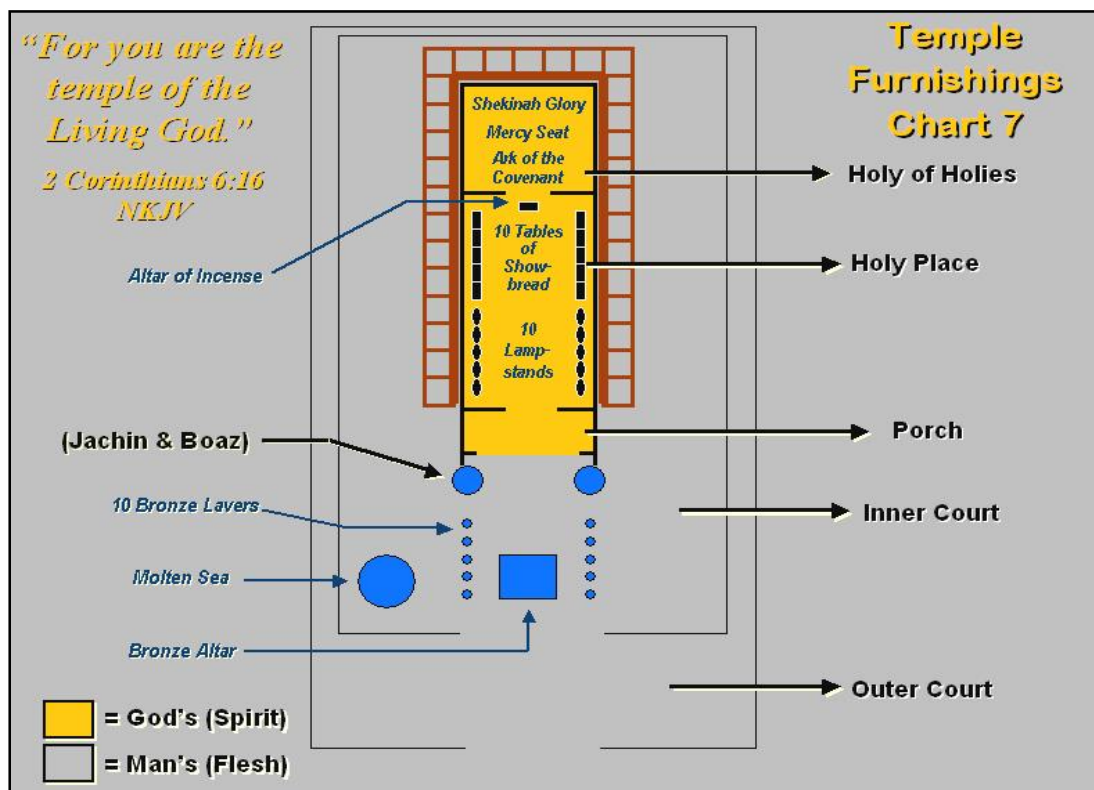 “For you are the
temple of the
Living God.”
2 Corinthians 6:16
NKJV
Temple
Furnishings
Chart 7
Shekinah Glory
Mercy Seat
Ark of the
Covenant
Holy of Holies
Altar of Incense
10 Tables
of
Show-
bread
Holy Place
10
Lamp-
stands
(Jachin & Boaz)
Porch
10 Bronze Lavers
Inner Court
Molten Sea
Bronze Altar
Outer Court
= God's (Spirit)
= Man's (Flesh)